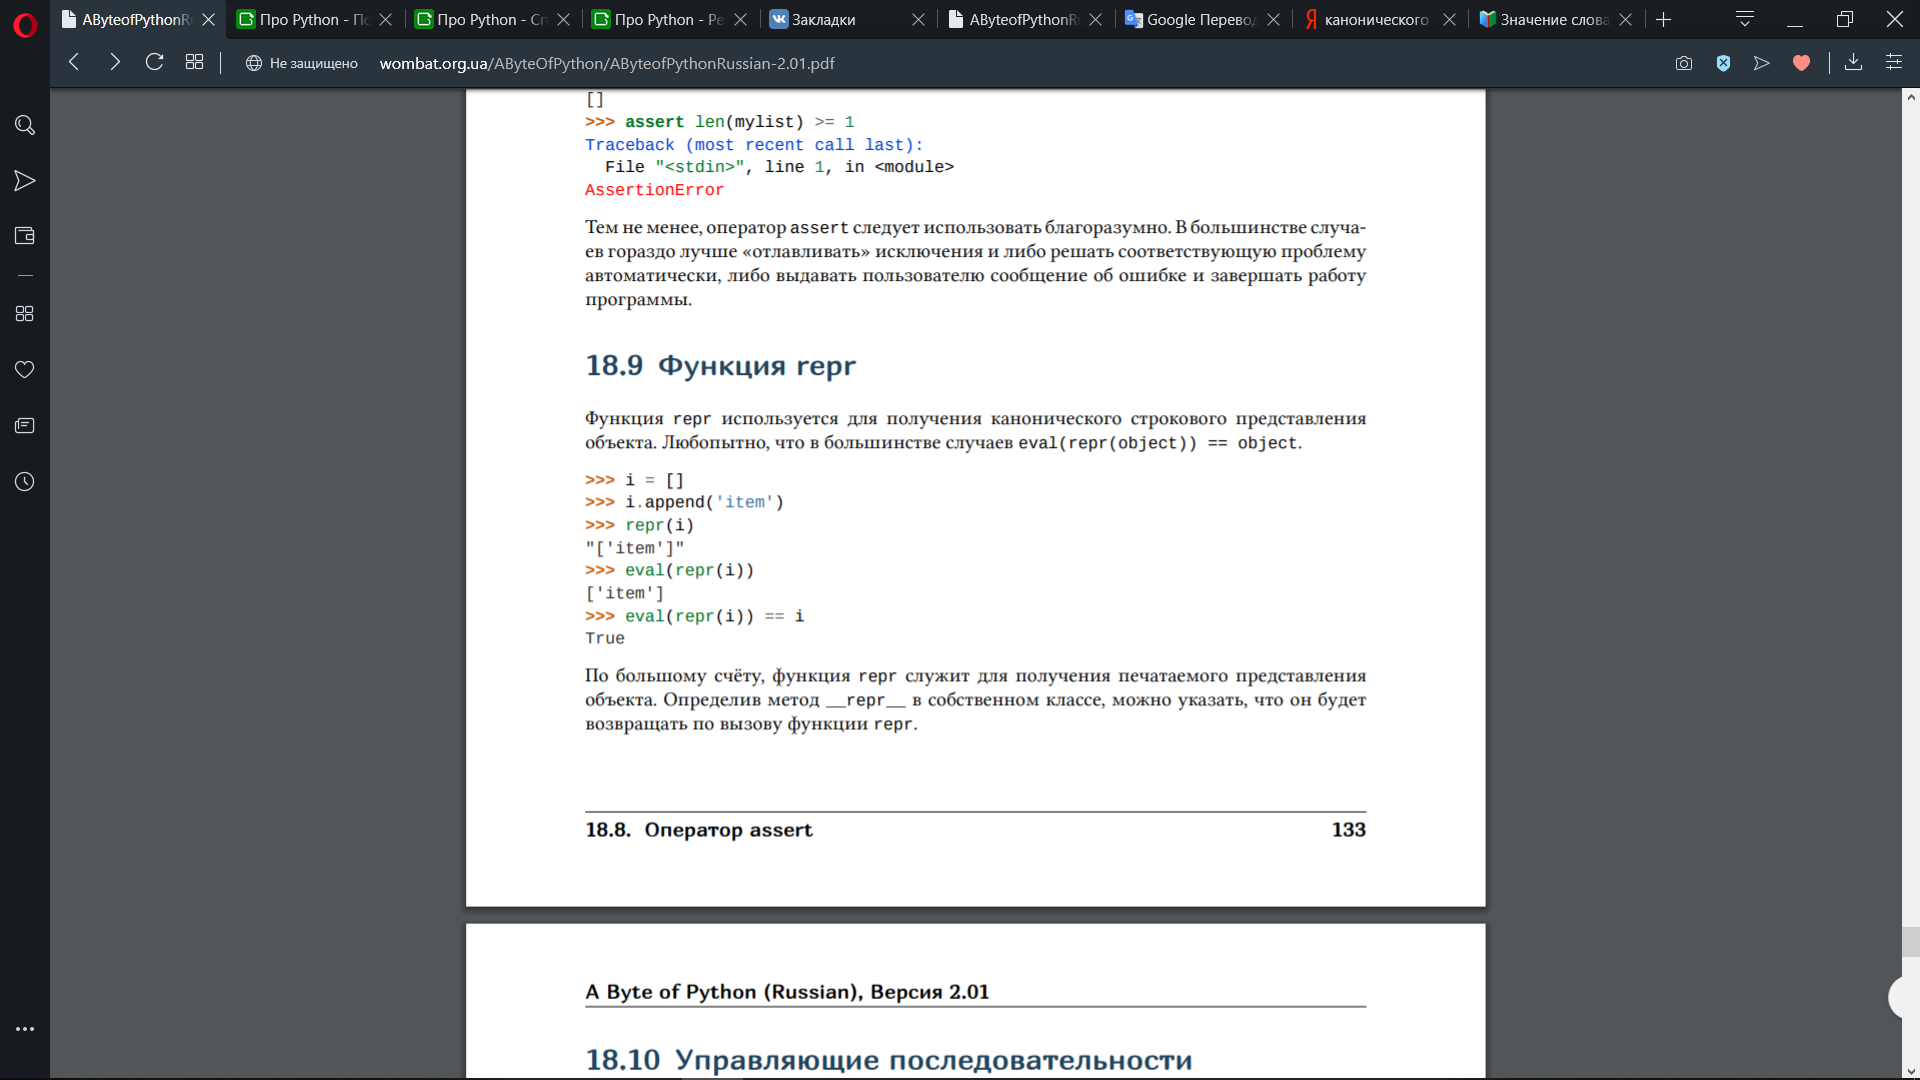 AByteofPythonR
Про Python - По
Про Python - Сп
Про Python - Ре
Закладки
AByteofPythonR
Google Перевод
канонического
Значение слова
Не защищено
wombat.org.ua/AByteOfPython/AByteofPythonRussian-2.01.pdf
[]
>>> assert len(mylist) >= 1
Traceback (most recent call last):
File "<stdin>", line 1, in <module>
AssertionError
Тем не менее, оператор assert следует использовать благоразумно. В большинстве случа-
ев гораздо лучше «отлавливать» исключения и либо решать соответствующую проблему
автоматически, либо выдавать пользователю сообщение об ошибке и завершать работу
программы.
18.9 Функция repr
Функция repr используется для получения канонического строкового представления
объекта. Любопытно, что в большинстве случаев eval(repr(object)) == object.
>>> i = []
>>> i.append('item')
>>> repr(i)
"['item']"
>>> eval(repr(i))
['item']
>>> eval(repr(i)) == i
True
По большому счёту, функция repr служит для получения печатаемого представления
объекта. Определив метод __repr__ в собственном классе, можно указать, что он будет
возвращать по вызову функции repr.
18.8. Оператор assert 133
A Byte of Python (Russian), Версия 2.01
18.10 Управляющие последовательности